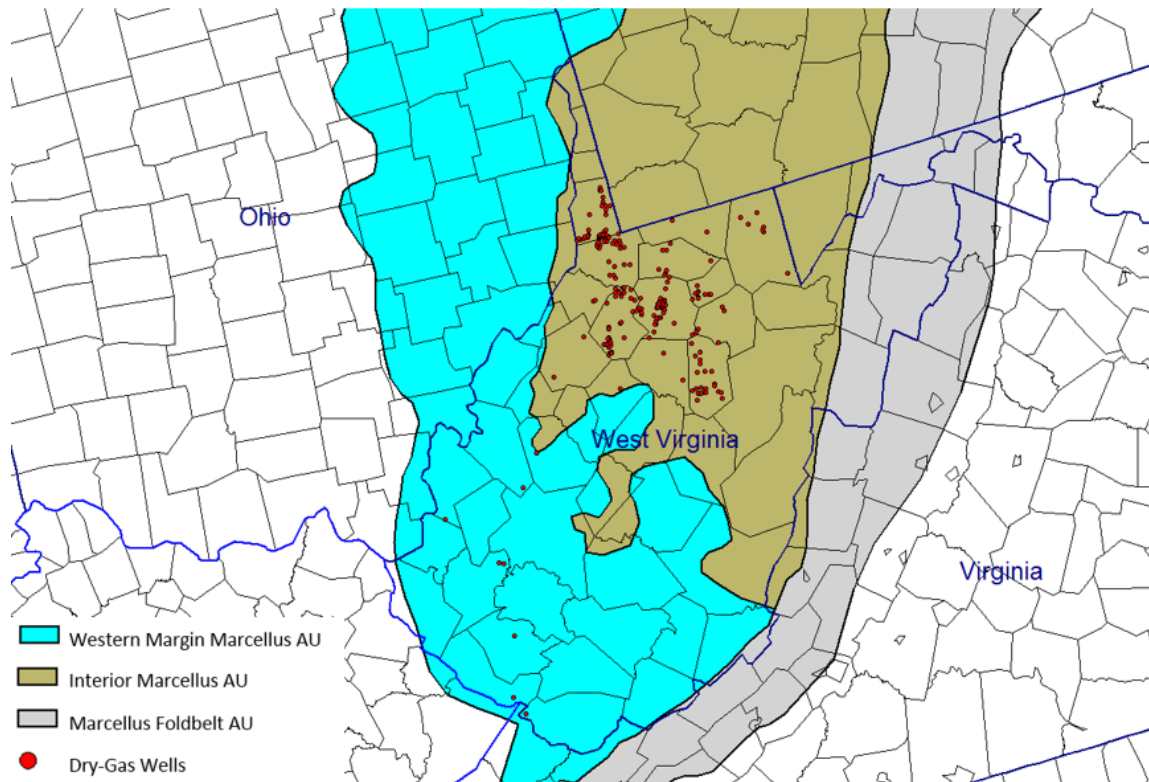 Ohio
West Virginia
Virginia
Western Margin Marcellus AU
Interior Marcellus AU
Marcellus Foldbelt AU
Dry-Gas Wells